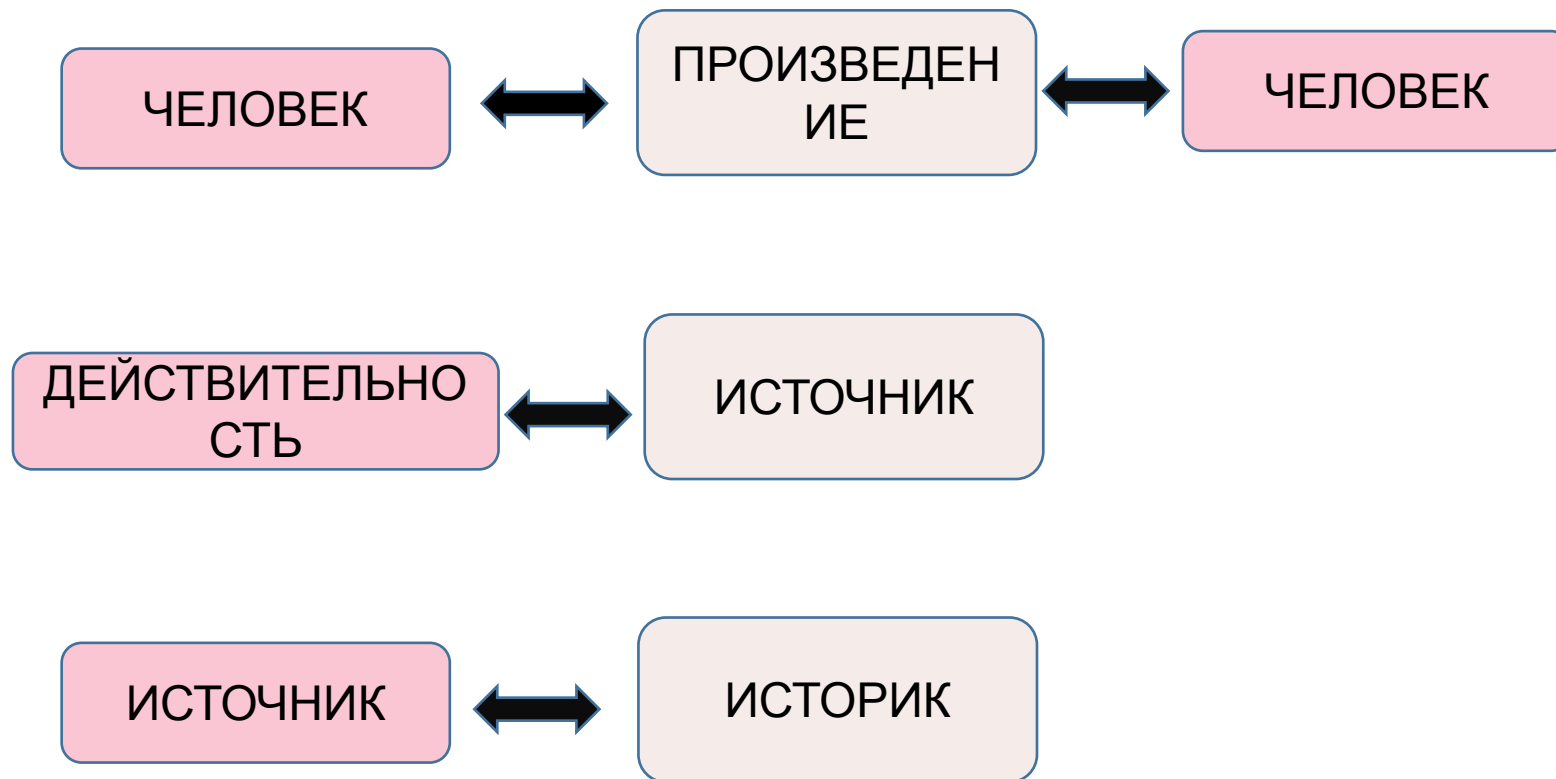 ЧЕЛОВЕК
ПРОИЗВЕДЕН
ИЕ
ЧЕЛОВЕК
ДЕЙСТВИТЕЛЬНО
СТЬ
ИСТОЧНИК
ИСТОЧНИК
ИСТОРИК